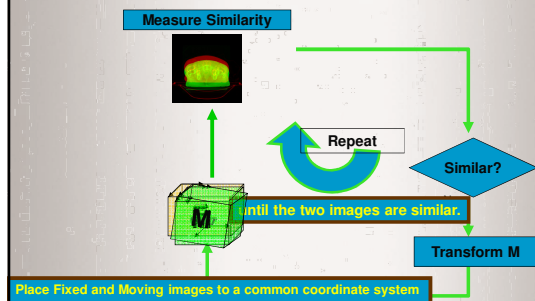 Measure Similarity
Repeat
Similar?
M
until the two images are similar.
Transform M
Place Fixed and Moving images to a common coordinate system